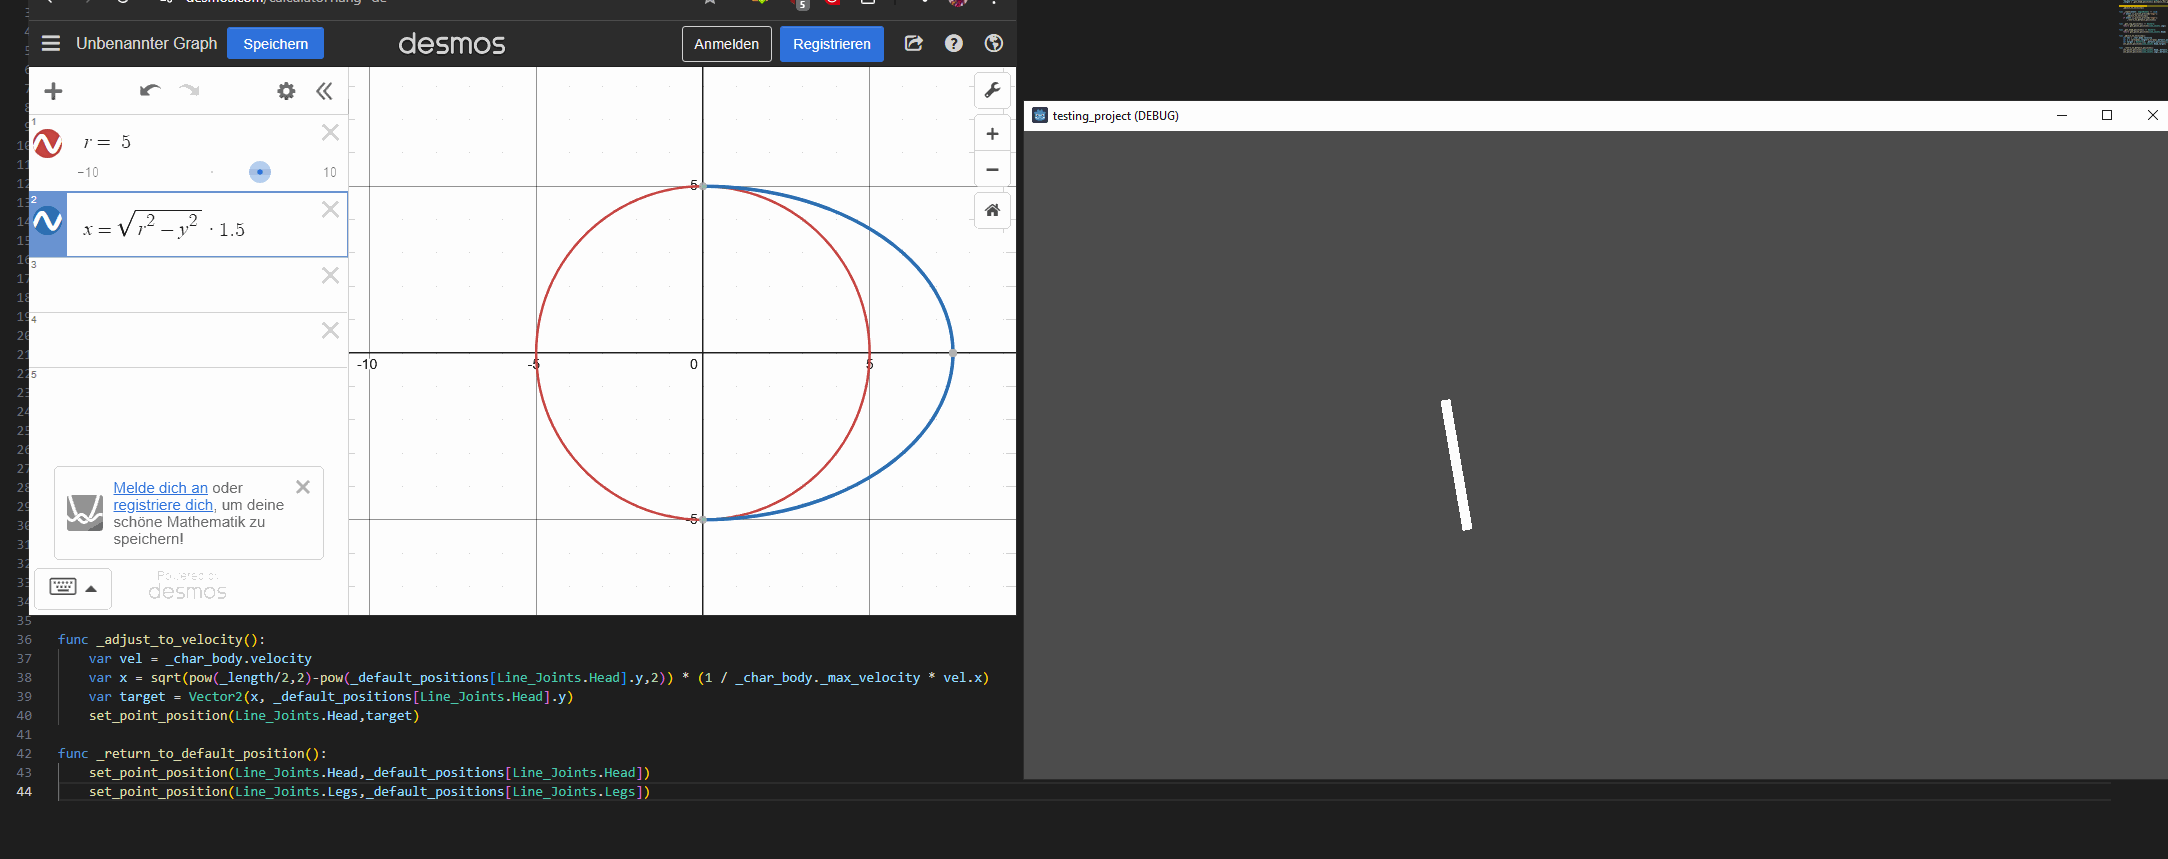 Unbenannter Graph
Speichern
desmos
Anmelden
Registrieren
1
r = 5
-10
10
2
x = √r² − y² · 1.5
3
4
5
Melde dich an oder
registriere dich, um deine
schöne Mathematik zu
speichern!
Powered by
desmos
5
-10
-5
0
5
-5
testing_project (DEBUG)
35
36 func _adjust_to_velocity():
37 var vel = _char_body.velocity
38 var x = sqrt(pow(_length/2,2)-pow(_default_positions[Line_Joints.Head].y,2)) * (1 / _char_body._max_velocity * vel.x)
39 var target = Vector2(x, _default_positions[Line_Joints.Head].y)
40 set_point_position(Line_Joints.Head,target)
41
42 func _return_to_default_position():
43 set_point_position(Line_Joints.Head,_default_positions[Line_Joints.Head])
44 set_point_position(Line_Joints.Legs,_default_positions[Line_Joints.Legs])